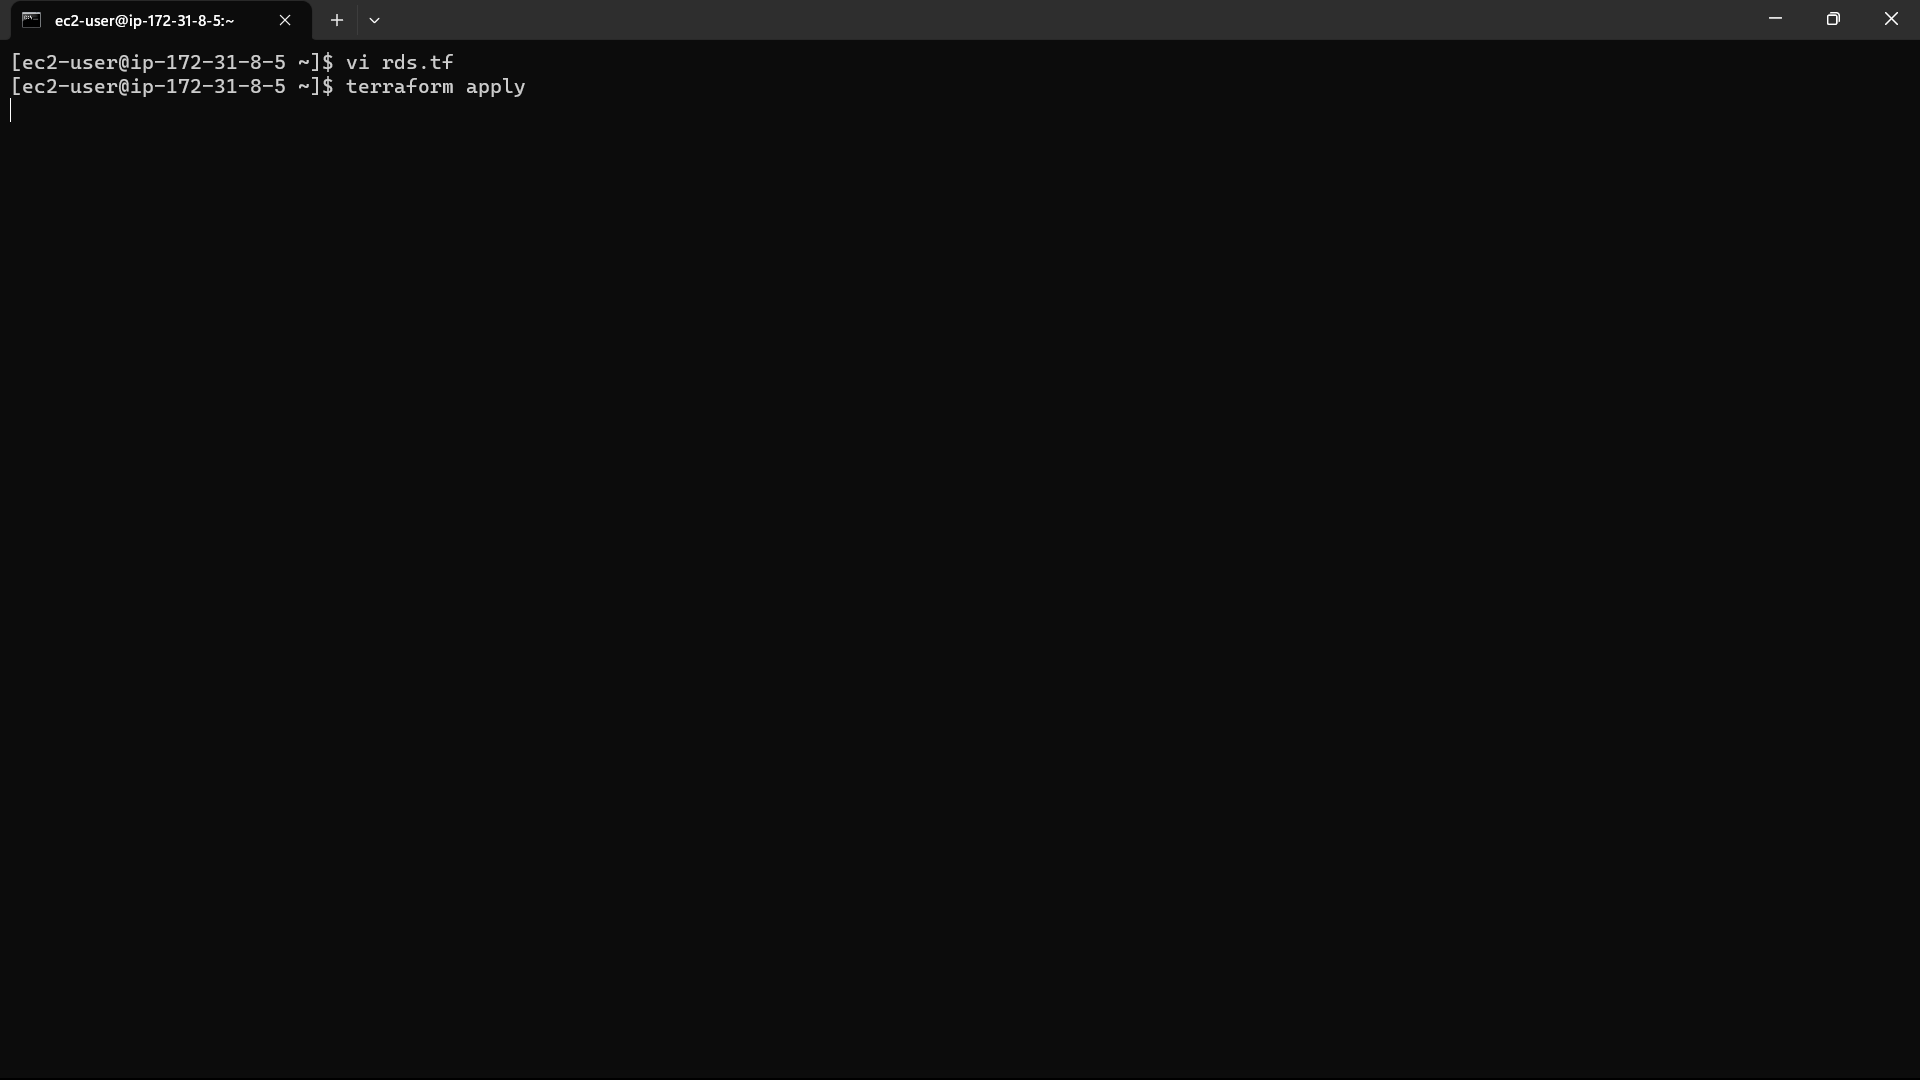 ec2-user@ip-172-31-8-5:~
[ec2-user@ip-172-31-8-5 ~]$ vi rds.tf
[ec2-user@ip-172-31-8-5 ~]$ terraform apply